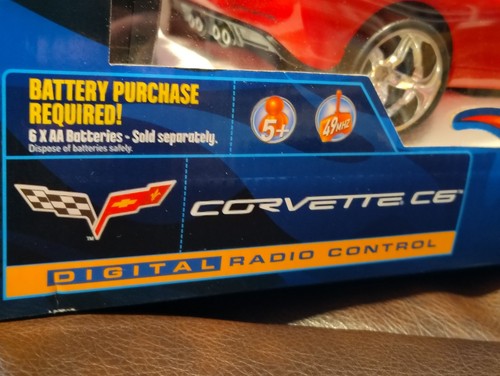 BATTERY PURCHASE
REQUIRED!
6 X AA Batteries - Sold separately.
Dispose of batteries safely.
5+
49MHZ
TM
CORVETTE C6
DIGITAL RADIO CONTROL